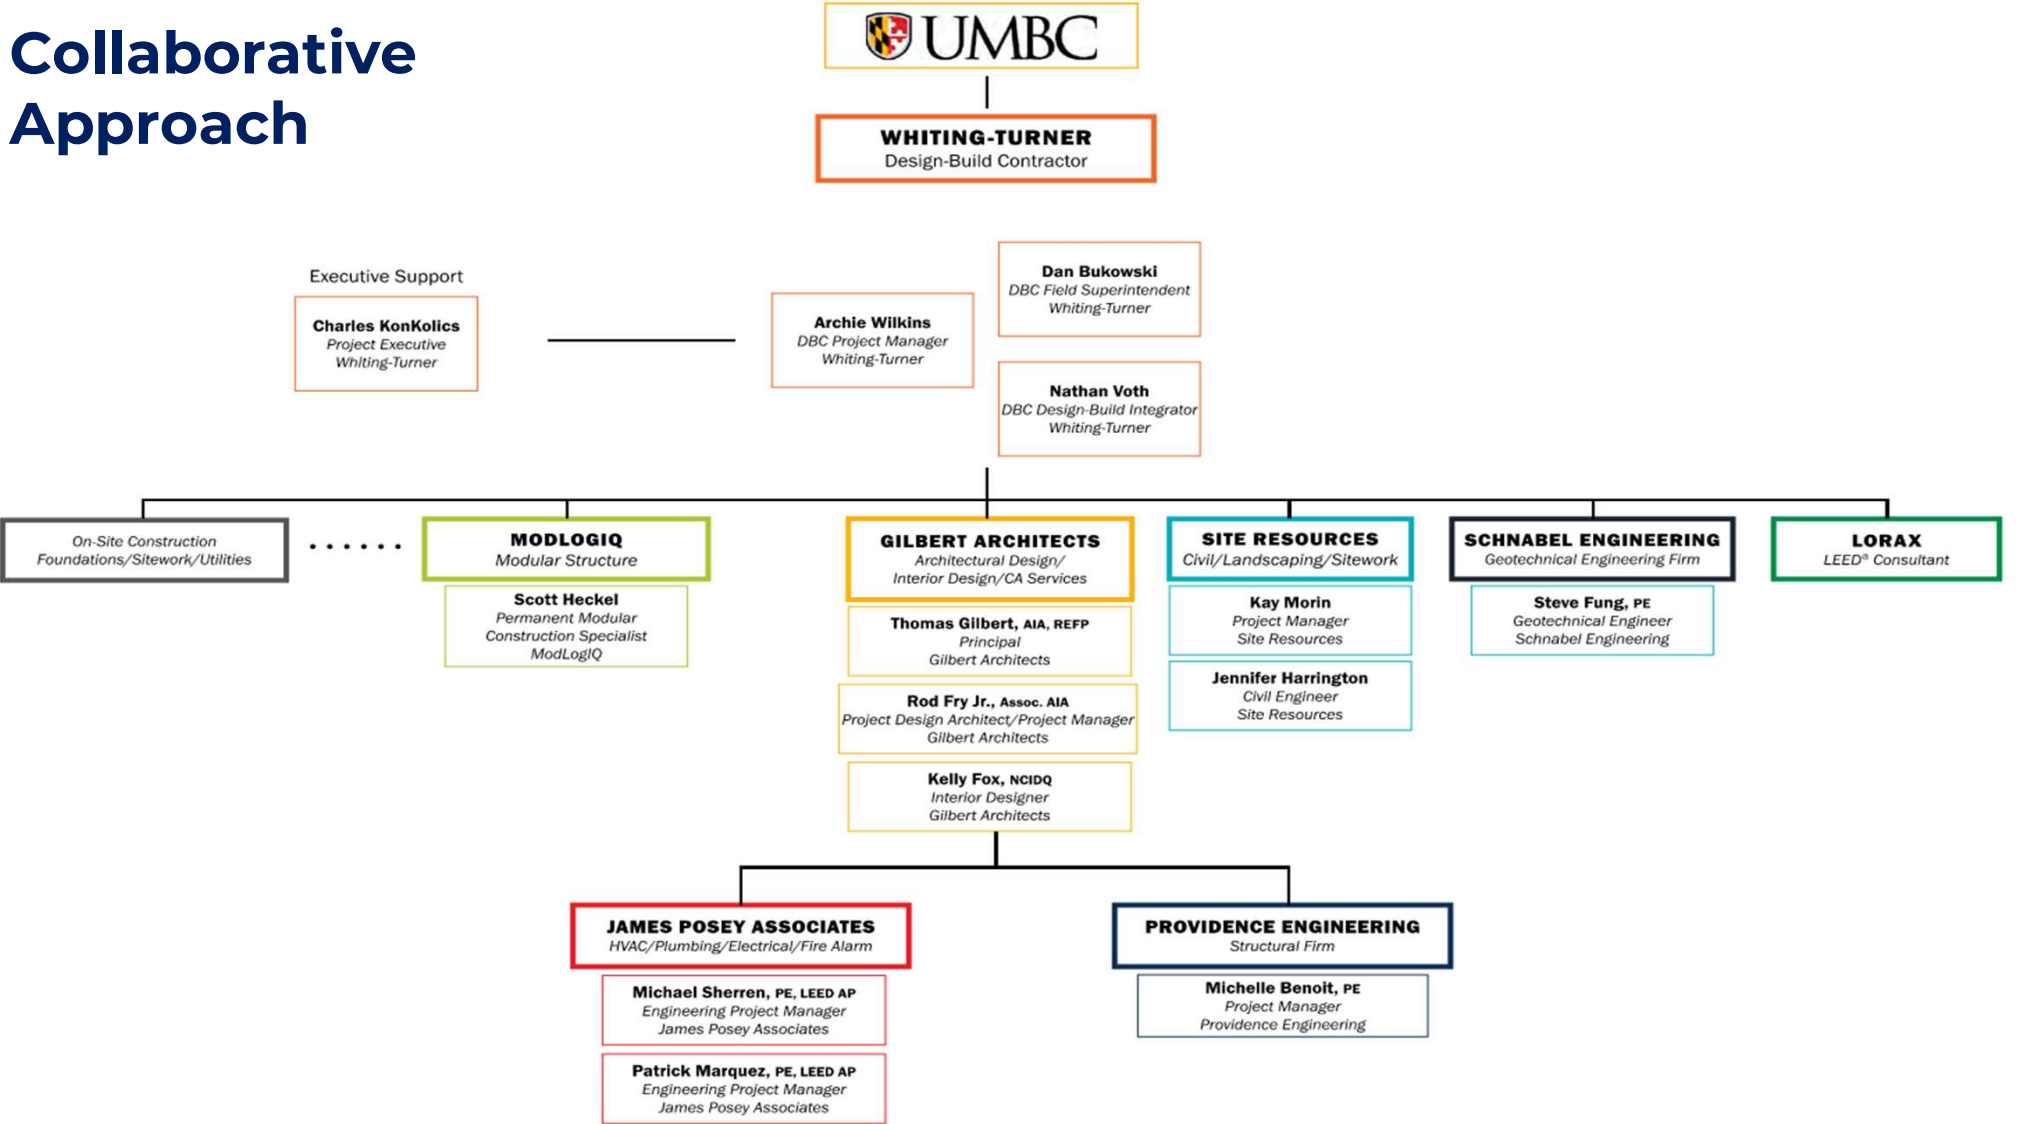 Collaborative
Approach
UMBC
WHITING-TURNER
Design-Build Contractor
Executive Support
Charles KonKolics
Project Executive
Whiting-Turner
Archie Wilkins
DBC Project Manager
Whiting-Turner
Dan Bukowski
DBC Field Superintendent
Whiting-Turner
Nathan Voth
DBC Design-Build Integrator
Whiting-Turner
On-Site Construction
Foundations/Sitework/Utilities
MODLOGIQ
Modular Structure
Scott Heckel
Permanent Modular
Construction Specialist
ModLogIQ
GILBERT ARCHITECTS
Architectural Design/
Interior Design/CA Services
Thomas Gilbert, AIA, REFP
Principal
Gilbert Architects
Rod Fry Jr., Assoc. AIA
Project Design Architect/Project Manager
Gilbert Architects
Kelly Fox, NCIDQ
Interior Designer
Gilbert Architects
SITE RESOURCES
Civil/Landscaping/Sitework
Kay Morin
Project Manager
Site Resources
Jennifer Harrington
Civil Engineer
Site Resources
SCHNABEL ENGINEERING
Geotechnical Engineering Firm
Steve Fung, PE
Geotechnical Engineer
Schnabel Engineering
LORAX
LEED® Consultant
JAMES POSEY ASSOCIATES
HVAC/Plumbing/Electrical/Fire Alarm
Michael Sherren, PE, LEED AP
Engineering Project Manager
James Posey Associates
Patrick Marquez, PE, LEED AP
Engineering Project Manager
James Posey Associates
PROVIDENCE ENGINEERING
Structural Firm
Michelle Benoit, PE
Project Manager
Providence Engineering